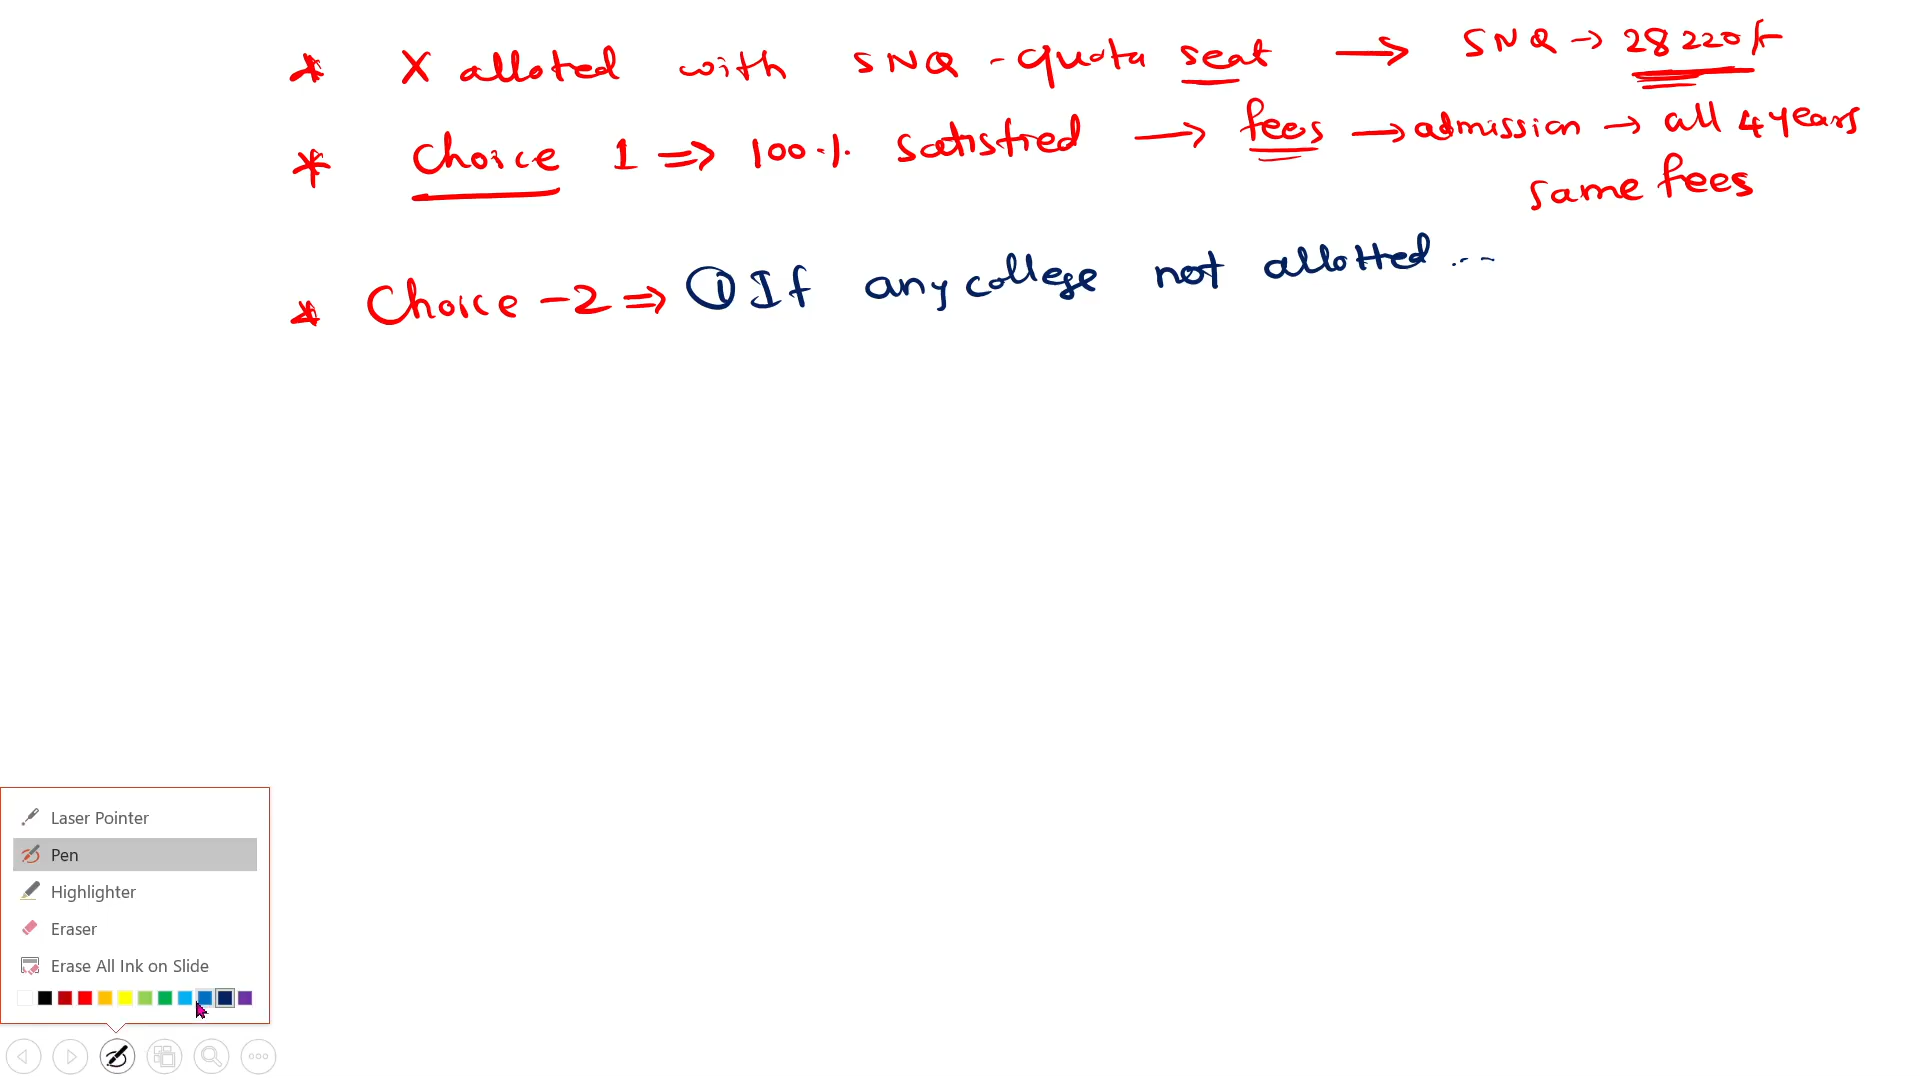 * X alloted with SNQ - quota seat → SNQ → 28220/-
* Choice 1 ⇒ 100% satisfied → fees → admission → all 4 years
same fees
* Choice - 2 ⇒ ① If any college not allotted ...
Laser Pointer
Pen
Highlighter
Eraser
Erase All Ink on Slide